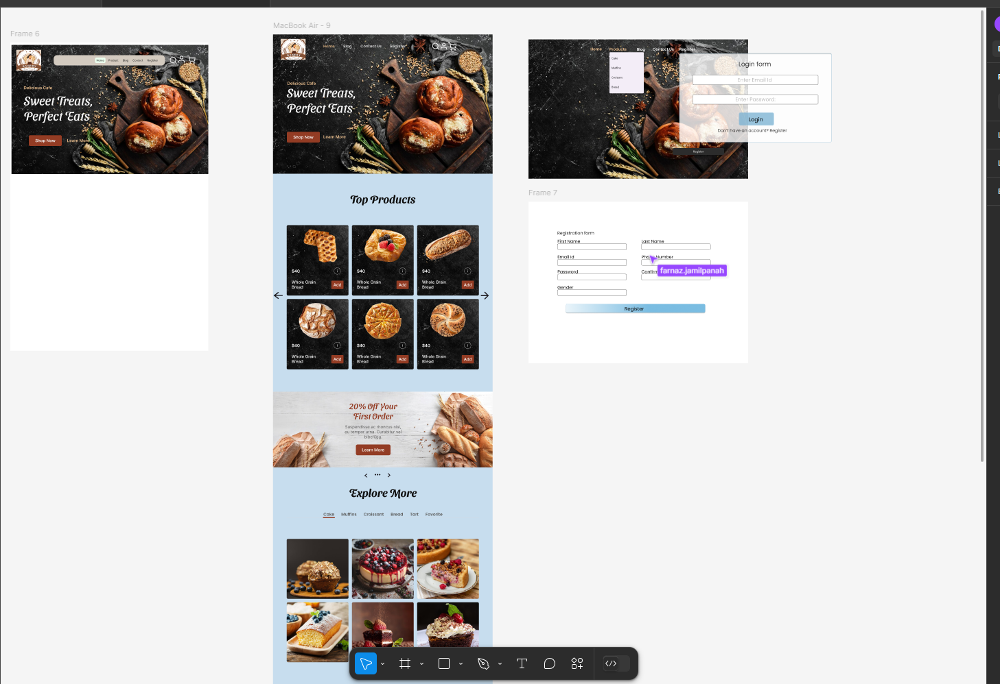 Frame 6
Home Product Blog Contact Register
Delicious Cafe
Sweet Treats,
Perfect Eats
Shop Now Learn More
MacBook Air - 9
Home Blog Contact Us Register
Delicious Cafe
Sweet Treats,
Perfect Eats
Shop Now Learn More
Top Products
$40
Whole Grain
Bread
Add
$40
Whole Grain
Bread
Add
$40
Whole Grain
Bread
Add
$40
Whole Grain
Bread
Add
$40
Whole Grain
Bread
Add
$40
Whole Grain
Bread
Add
20% Off Your
First Order
Suspendisse ac rhoncus nisl,
eu tempor urna. Curabitur vel
Learn More
Explore More
Cake Muffins Croissant Bread Tart Favorite
Home Products Blog Contact Us Register
Cake
Muffins
Croissant
Bread
Login form
Enter Email Id
Enter Password:
Login
Don't have an account? Register
Register
Frame 7
Registration form
First Name Last Name
Email Id Number
farnaz.jamilpanah
Password
Gender
Register